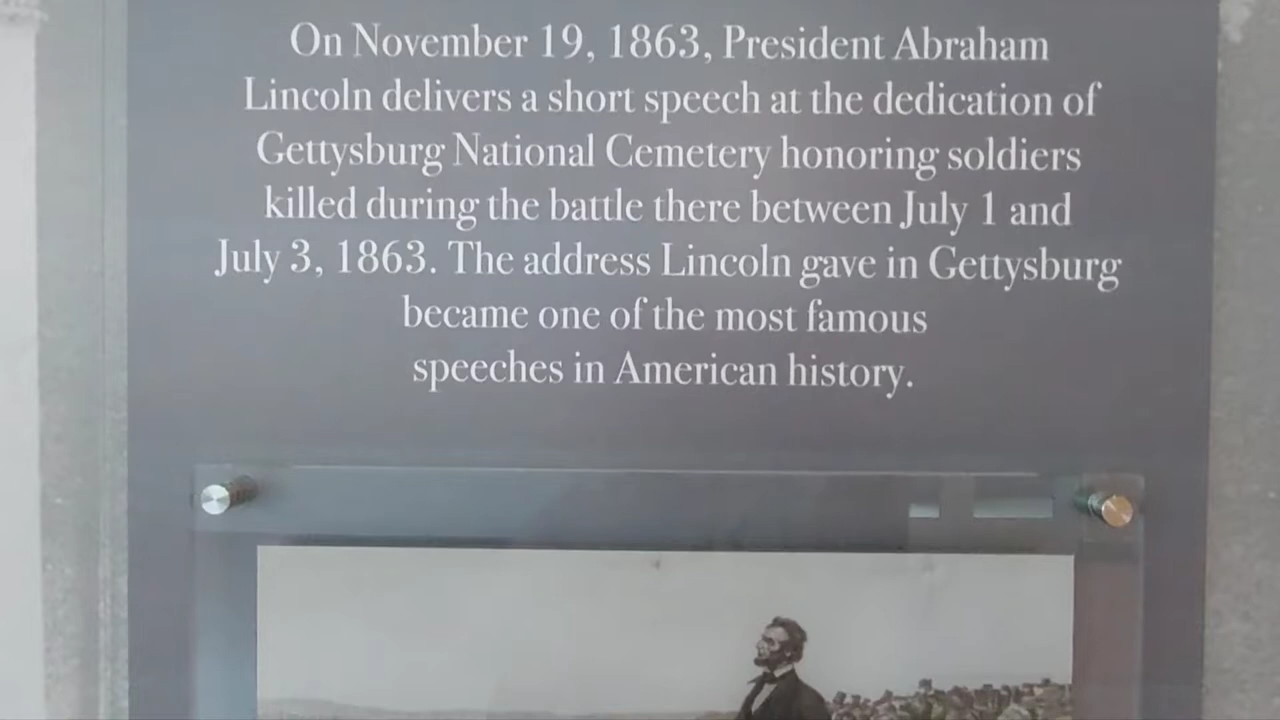 On November 19, 1863, President Abraham
Lincoln delivers a short speech at the dedication of
Gettysburg National Cemetery honoring soldiers
killed during the battle there between July 1 and
July 3, 1863. The address Lincoln gave in Gettysburg
became one of the most famous
speeches in American history.